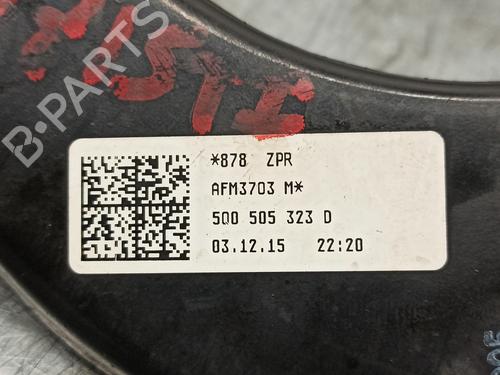 B-PARTS
*878 ZPR
AFM3703 M*
5Q0 505 323 D
03.12.15 22:20